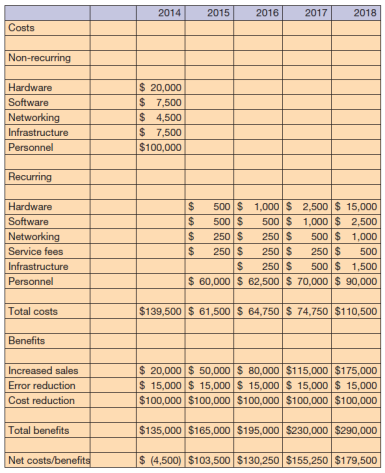 2014 2015 2016 2017 2018
Costs
Non-recurring
Hardware $ 20,000
Software $ 7,500
Networking $ 4,500
Infrastructure $ 7,500
Personnel $100,000
Recurring
Hardware $ 500 $ 1,000 $ 2,500 $ 15,000
Software $ 500 $ 500 $ 1,000 $ 2,500
Networking $ 250 $ 250 $ 500 $ 1,000
Service fees $ 250 $ 250 $ 250 $ 500
Infrastructure $ 250 $ 500 $ 1,500
Personnel $ 60,000 $ 62,500 $ 70,000 $ 90,000
Total costs $139,500 $ 61,500 $ 64,750 $ 74,750 $110,500
Benefits
Increased sales $ 20,000 $ 50,000 $ 80,000 $115,000 $175,000
Error reduction $ 15,000 $ 15,000 $ 15,000 $ 15,000 $ 15,000
Cost reduction $100,000 $100,000 $100,000 $100,000 $100,000
Total benefits $135,000 $165,000 $195,000 $230,000 $290,000
Net costs/benefits $ (4,500) $103,500 $130,250 $155,250 $179,500